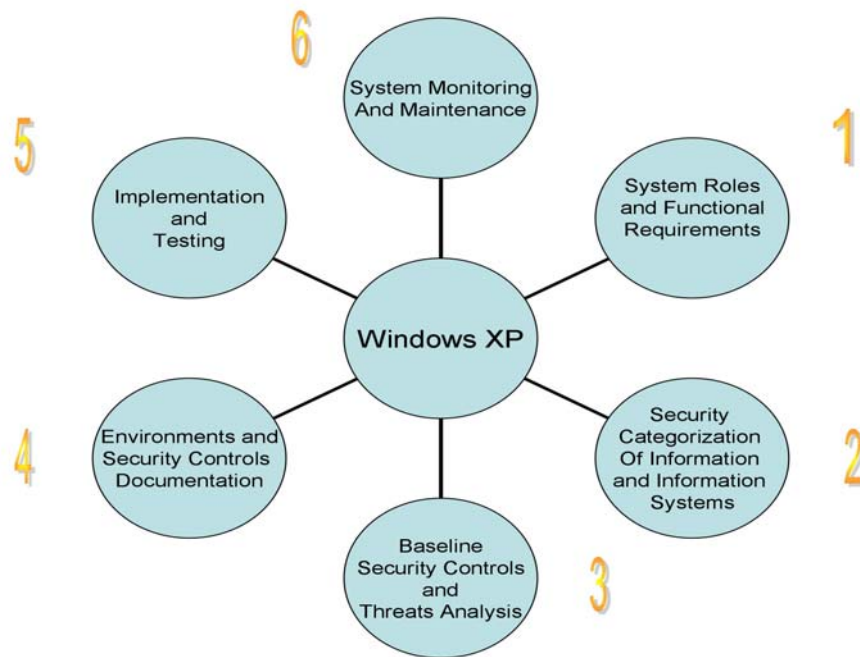 6
System Monitoring
And Maintenance
5
Implementation
and
Testing
1
System Roles
and Functional
Requirements
Windows XP
4
Environments and
Security Controls
Documentation
Security
Categorization
Of Information
and Information
Systems
2
Baseline
Security Controls
and
Threats Analysis
3